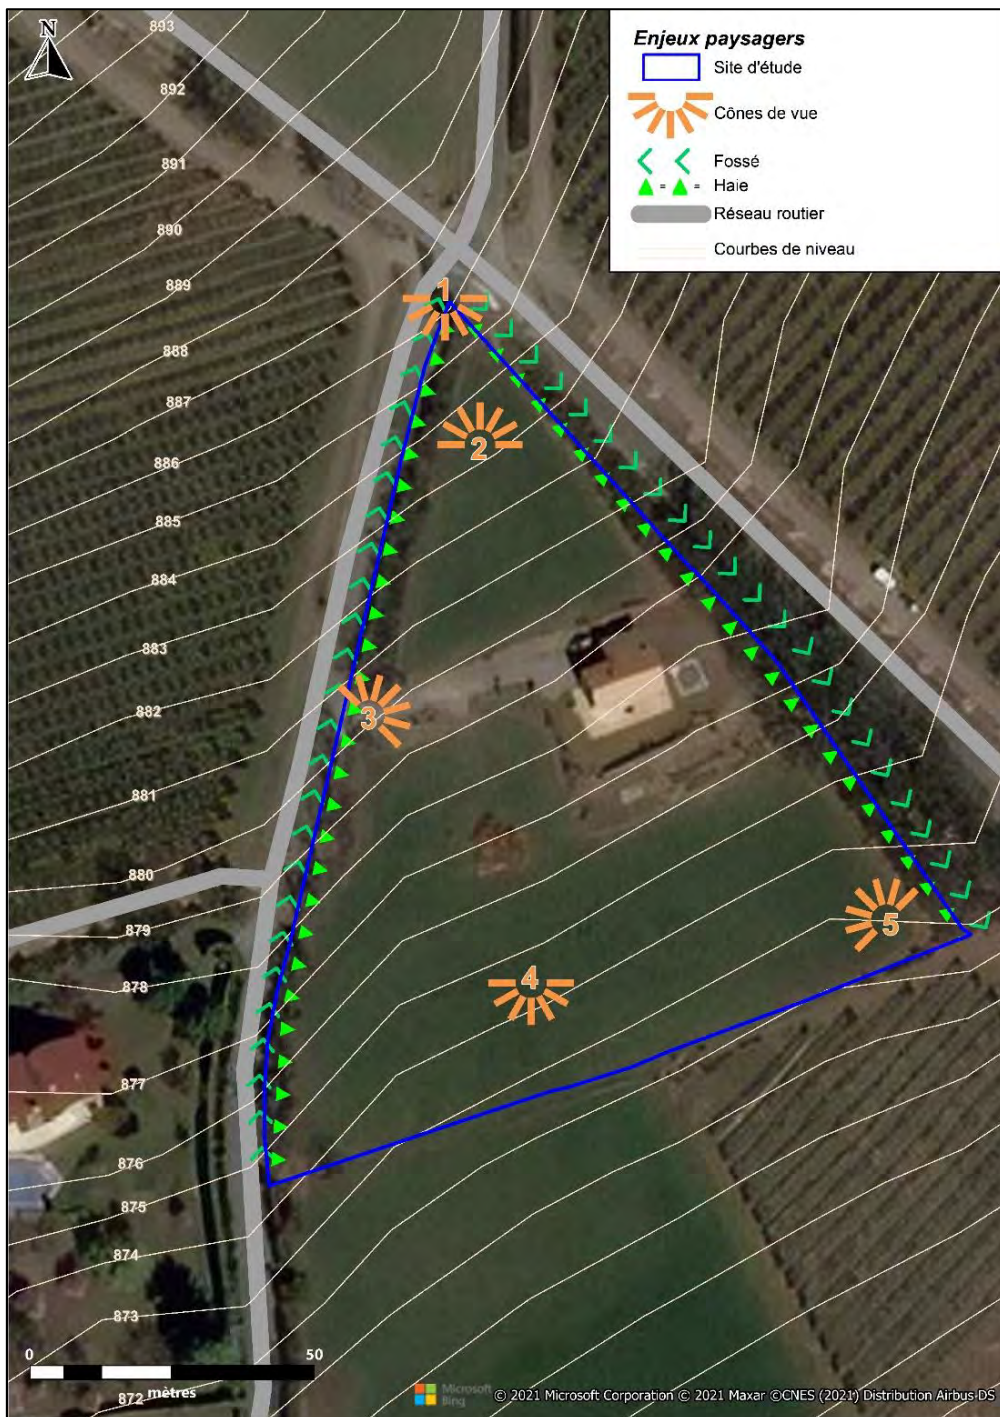 N
Enjeux paysagers
Site d'étude
Cônes de vue
Fossé
Haie
Réseau routier
Courbes de niveau
893
892
891
890
889
888
887
886
885
884
883
882
881
880
879
878
877
876
875
874
873
872
1
2
3
4
5
0 50
mètres
Microsoft
Bing
© 2021 Microsoft Corporation © 2021 Maxar ©CNES (2021) Distribution Airbus DS